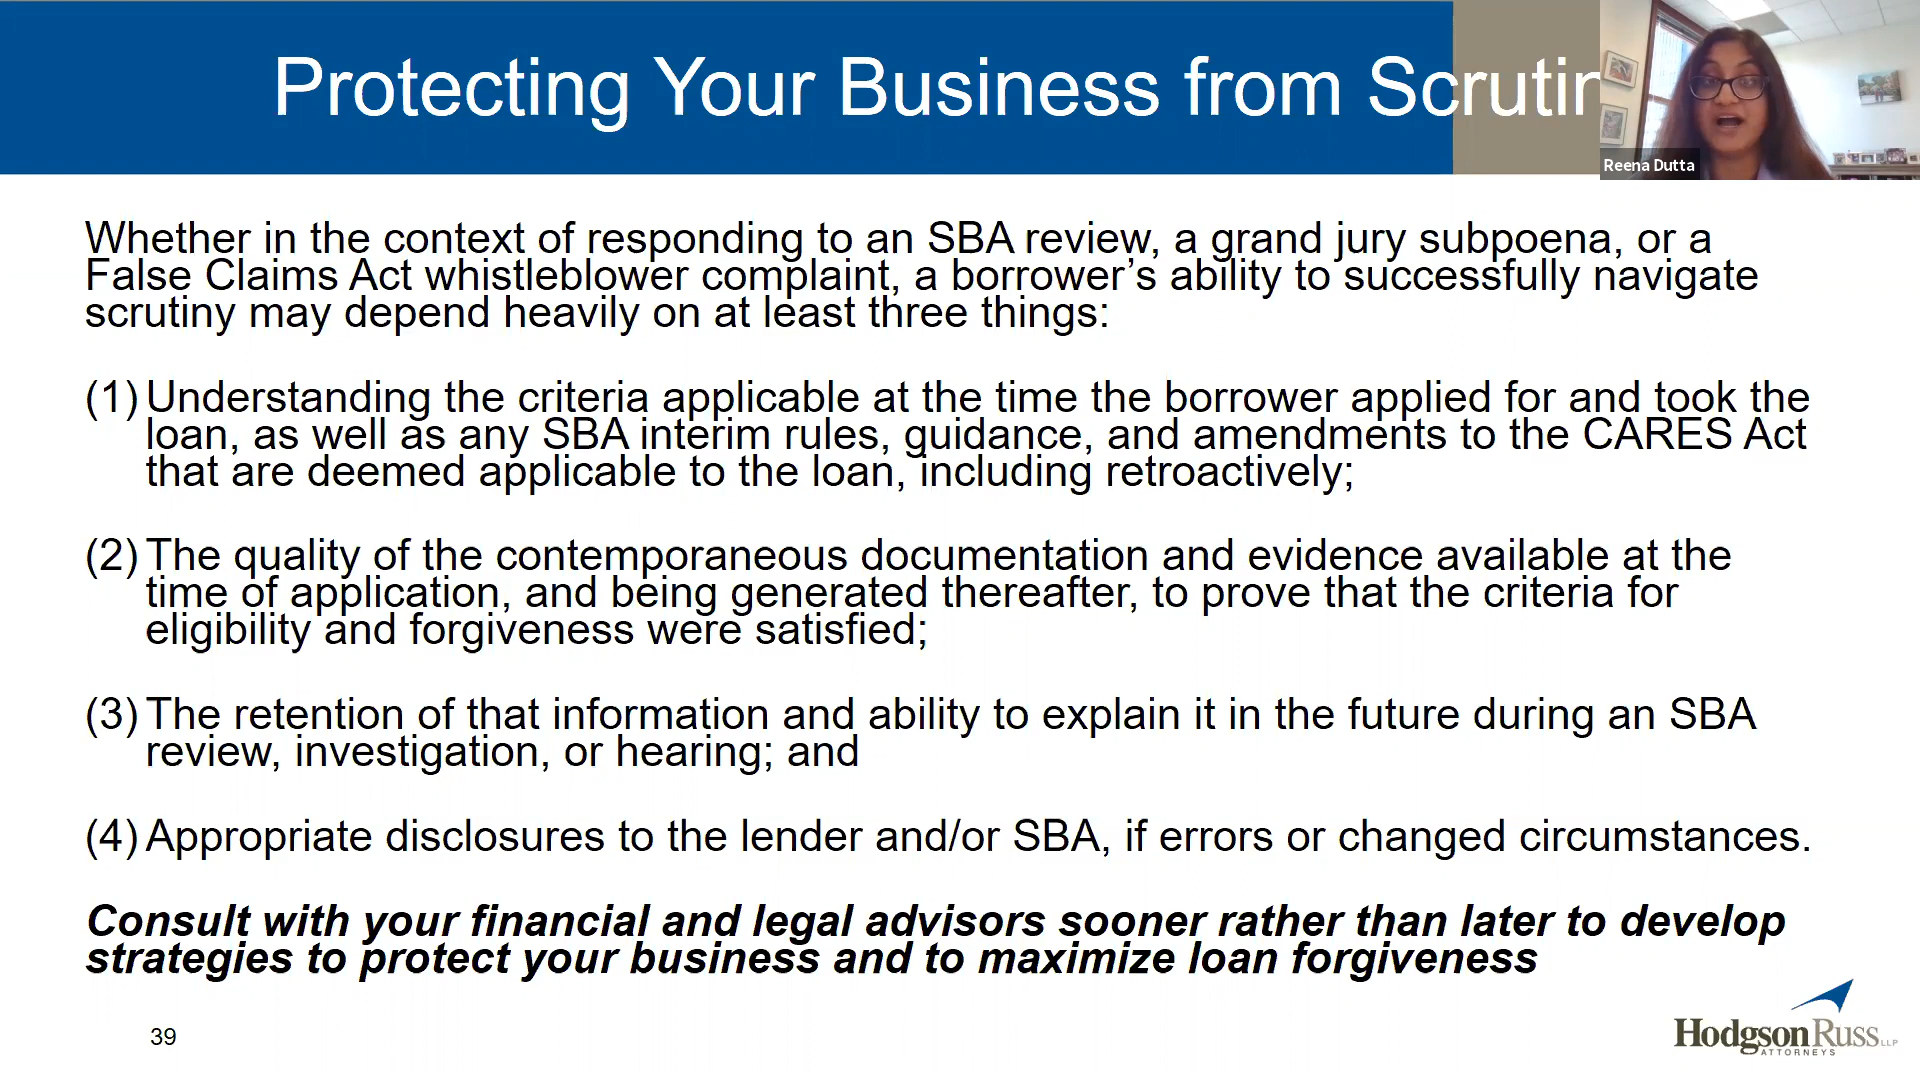 Protecting Your Business from Scrutin
Reena Dutta
Whether in the context of responding to an SBA review, a grand jury subpoena, or a
False Claims Act whistleblower complaint, a borrower’s ability to successfully navigate
scrutiny may depend heavily on at least three things:
(1) Understanding the criteria applicable at the time the borrower applied for and took the
loan, as well as any SBA interim rules, guidance, and amendments to the CARES Act
that are deemed applicable to the loan, including retroactively;
(2) The quality of the contemporaneous documentation and evidence available at the
time of application, and being generated thereafter, to prove that the criteria for
eligibility and forgiveness were satisfied;
(3) The retention of that information and ability to explain it in the future during an SBA
review, investigation, or hearing; and
(4) Appropriate disclosures to the lender and/or SBA, if errors or changed circumstances.
Consult with your financial and legal advisors sooner rather than later to develop
strategies to protect your business and to maximize loan forgiveness
39
HodgsonRuss LLP
ATTORNEYS